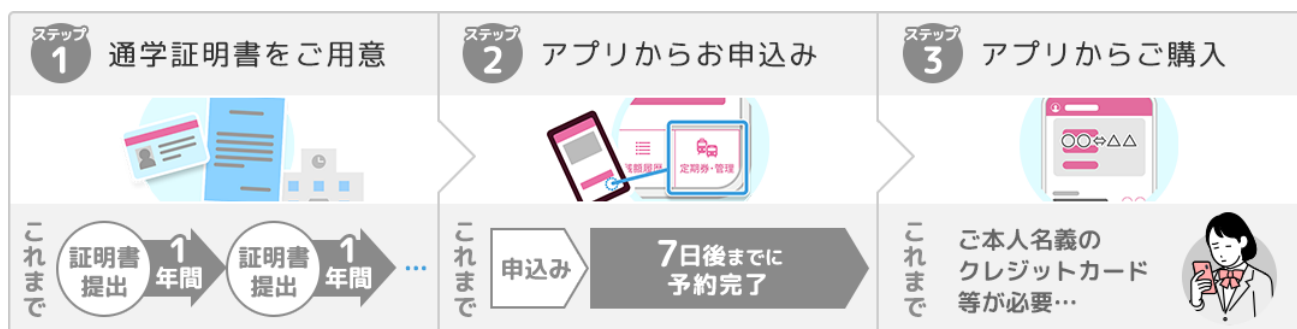 ステップ
1
通学証明書をご用意
ステップ
2
アプリからお申込み
ステップ
3
アプリからご購入
定期券・管理
○○⇔△△
これまで
証明書
提出
1
年間
証明書
提出
1
年間
…
これまで
申込み
7日後までに
予約完了
これまで
ご本人名義の
クレジットカード
等が必要…